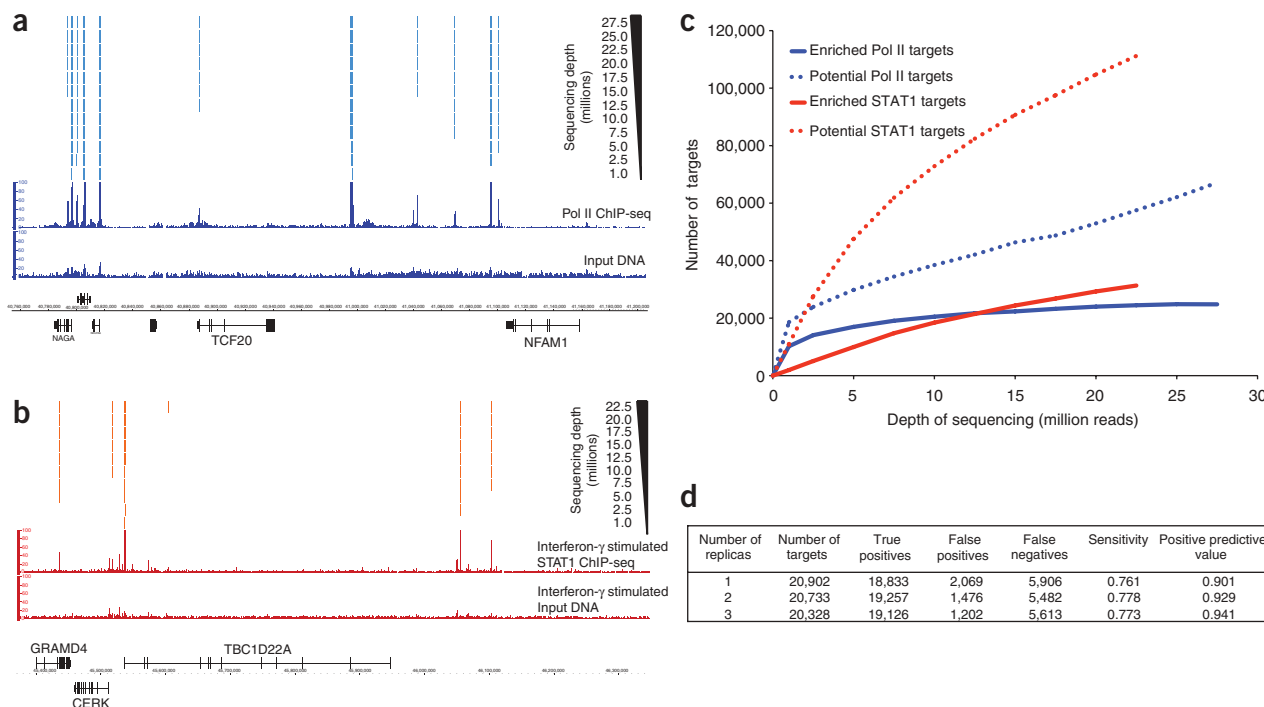 a
27.5
25.0
22.5
20.0
17.5
15.0
12.5
10.0
7.5
5.0
2.5
1.0
Sequencing depth
(millions)
Pol II ChIP-seq
Input DNA
NAGA
TCF20
NFAM1
b
22.5
20.0
17.5
15.0
12.5
10.0
7.5
5.0
2.5
1.0
Sequencing depth
(millions)
Interferon-γ stimulated
STAT1 ChIP-seq
Interferon-γ stimulated
Input DNA
GRAMD4
TBC1D22A
CERK
c
120,000
100,000
80,000
60,000
40,000
20,000
0
Number of targets
Enriched Pol II targets
Potential Pol II targets
Enriched STAT1 targets
Potential STAT1 targets
0 5 10 15 20 25 30
Depth of sequencing (million reads)
d
Number of replicas Number of targets True positives False positives False negatives Sensitivity Positive predictive value
1 20,902 18,833 2,069 5,906 0.761 0.901
2 20,733 19,257 1,476 5,482 0.778 0.929
3 20,328 19,126 1,202 5,613 0.773 0.941